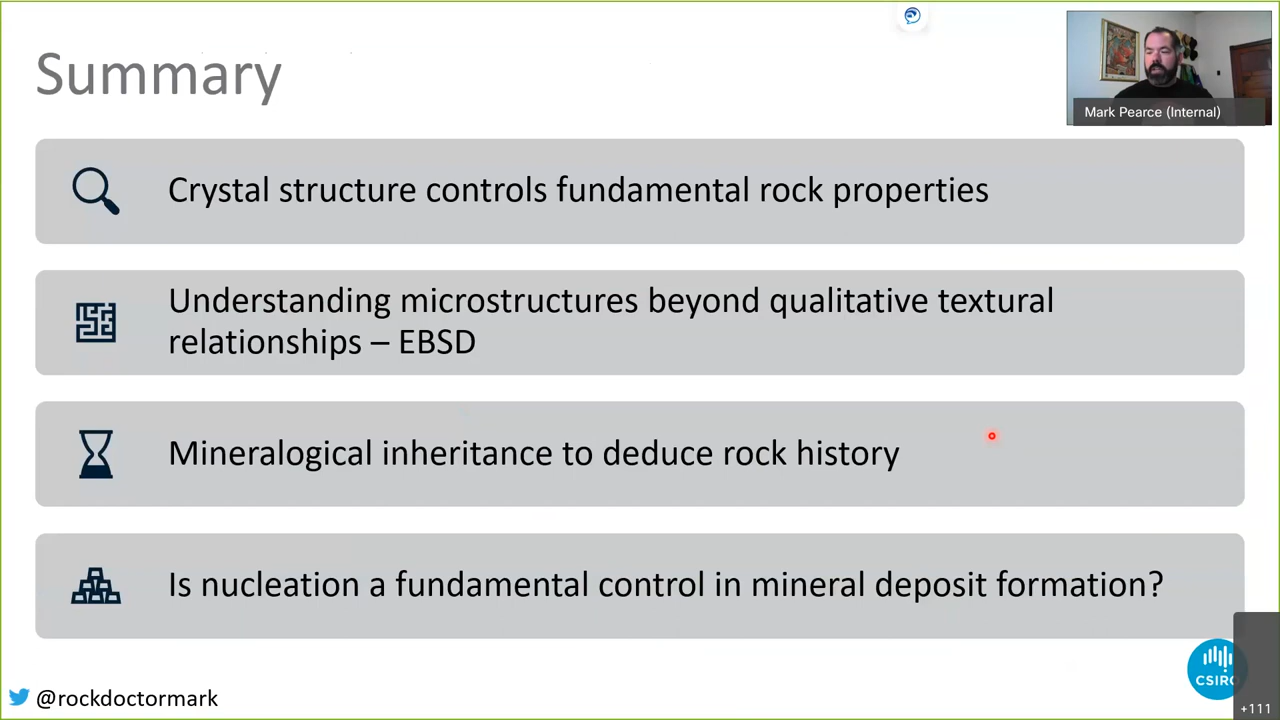 Summary
Mark Pearce (Internal)
Crystal structure controls fundamental rock properties
Understanding microstructures beyond qualitative textural
relationships – EBSD
Mineralogical inheritance to deduce rock history
Is nucleation a fundamental control in mineral deposit formation?
@rockdoctormark
CSIRO
+111